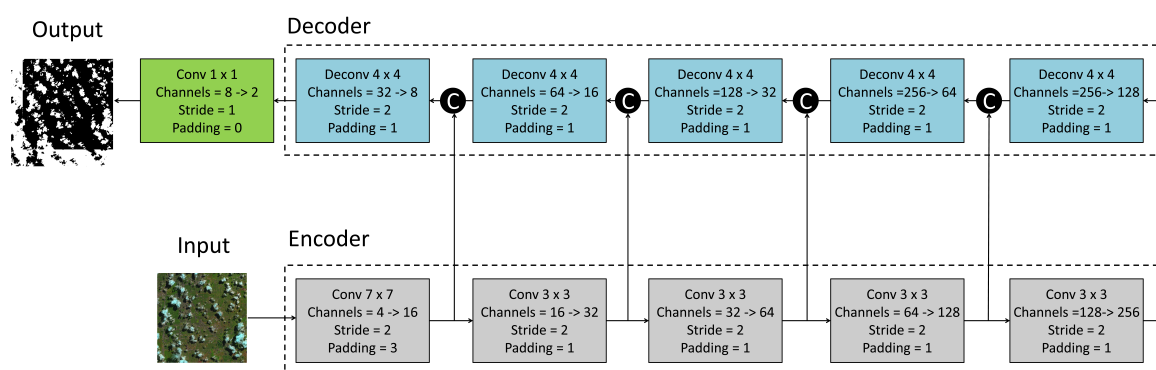 Output
Decoder
Conv 1 x 1
Channels = 8 -> 2
Stride = 1
Padding = 0
Deconv 4 x 4
Channels = 32 -> 8
Stride = 2
Padding = 1
C
Deconv 4 x 4
Channels = 64 -> 16
Stride = 2
Padding = 1
C
Deconv 4 x 4
Channels =128 -> 32
Stride = 2
Padding = 1
C
Deconv 4 x 4
Channels =256-> 64
Stride = 2
Padding = 1
C
Deconv 4 x 4
Channels =256-> 128
Stride = 2
Padding = 1
Input
Encoder
Conv 7 x 7
Channels = 4 -> 16
Stride = 2
Padding = 3
Conv 3 x 3
Channels = 16 -> 32
Stride = 2
Padding = 1
Conv 3 x 3
Channels = 32 -> 64
Stride = 2
Padding = 1
Conv 3 x 3
Channels = 64 -> 128
Stride = 2
Padding = 1
Conv 3 x 3
Channels =128-> 256
Stride = 2
Padding = 1